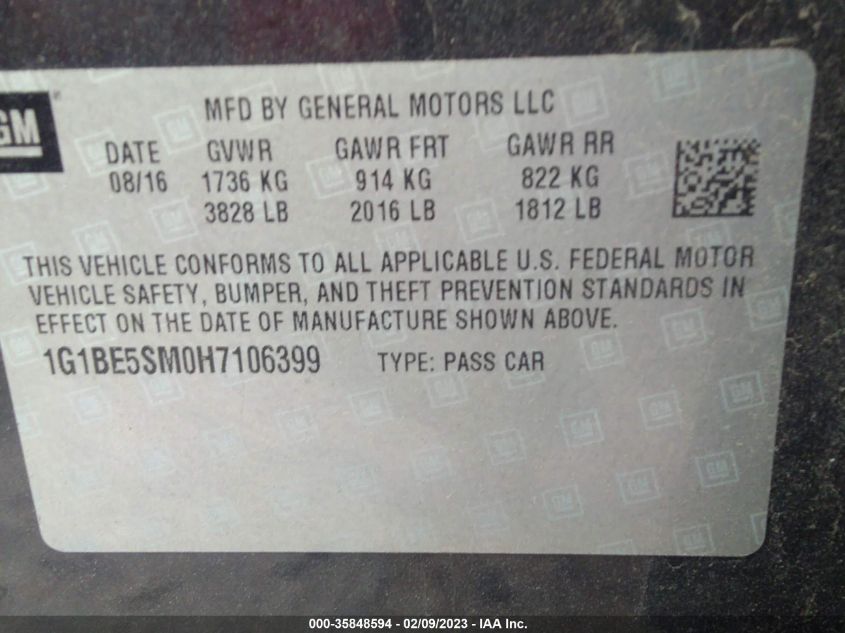 GM
MFD BY GENERAL MOTORS LLC
DATE GVWR GAWR FRT GAWR RR
08/16 1736 KG 914 KG 822 KG
3828 LB 2016 LB 1812 LB
THIS VEHICLE CONFORMS TO ALL APPLICABLE U.S. FEDERAL MOTOR
VEHICLE SAFETY, BUMPER, AND THEFT PREVENTION STANDARDS IN
EFFECT ON THE DATE OF MANUFACTURE SHOWN ABOVE.
1G1BE5SM0H7106399 TYPE: PASS CAR
000-35848594 - 02/09/2023 - IAA Inc.